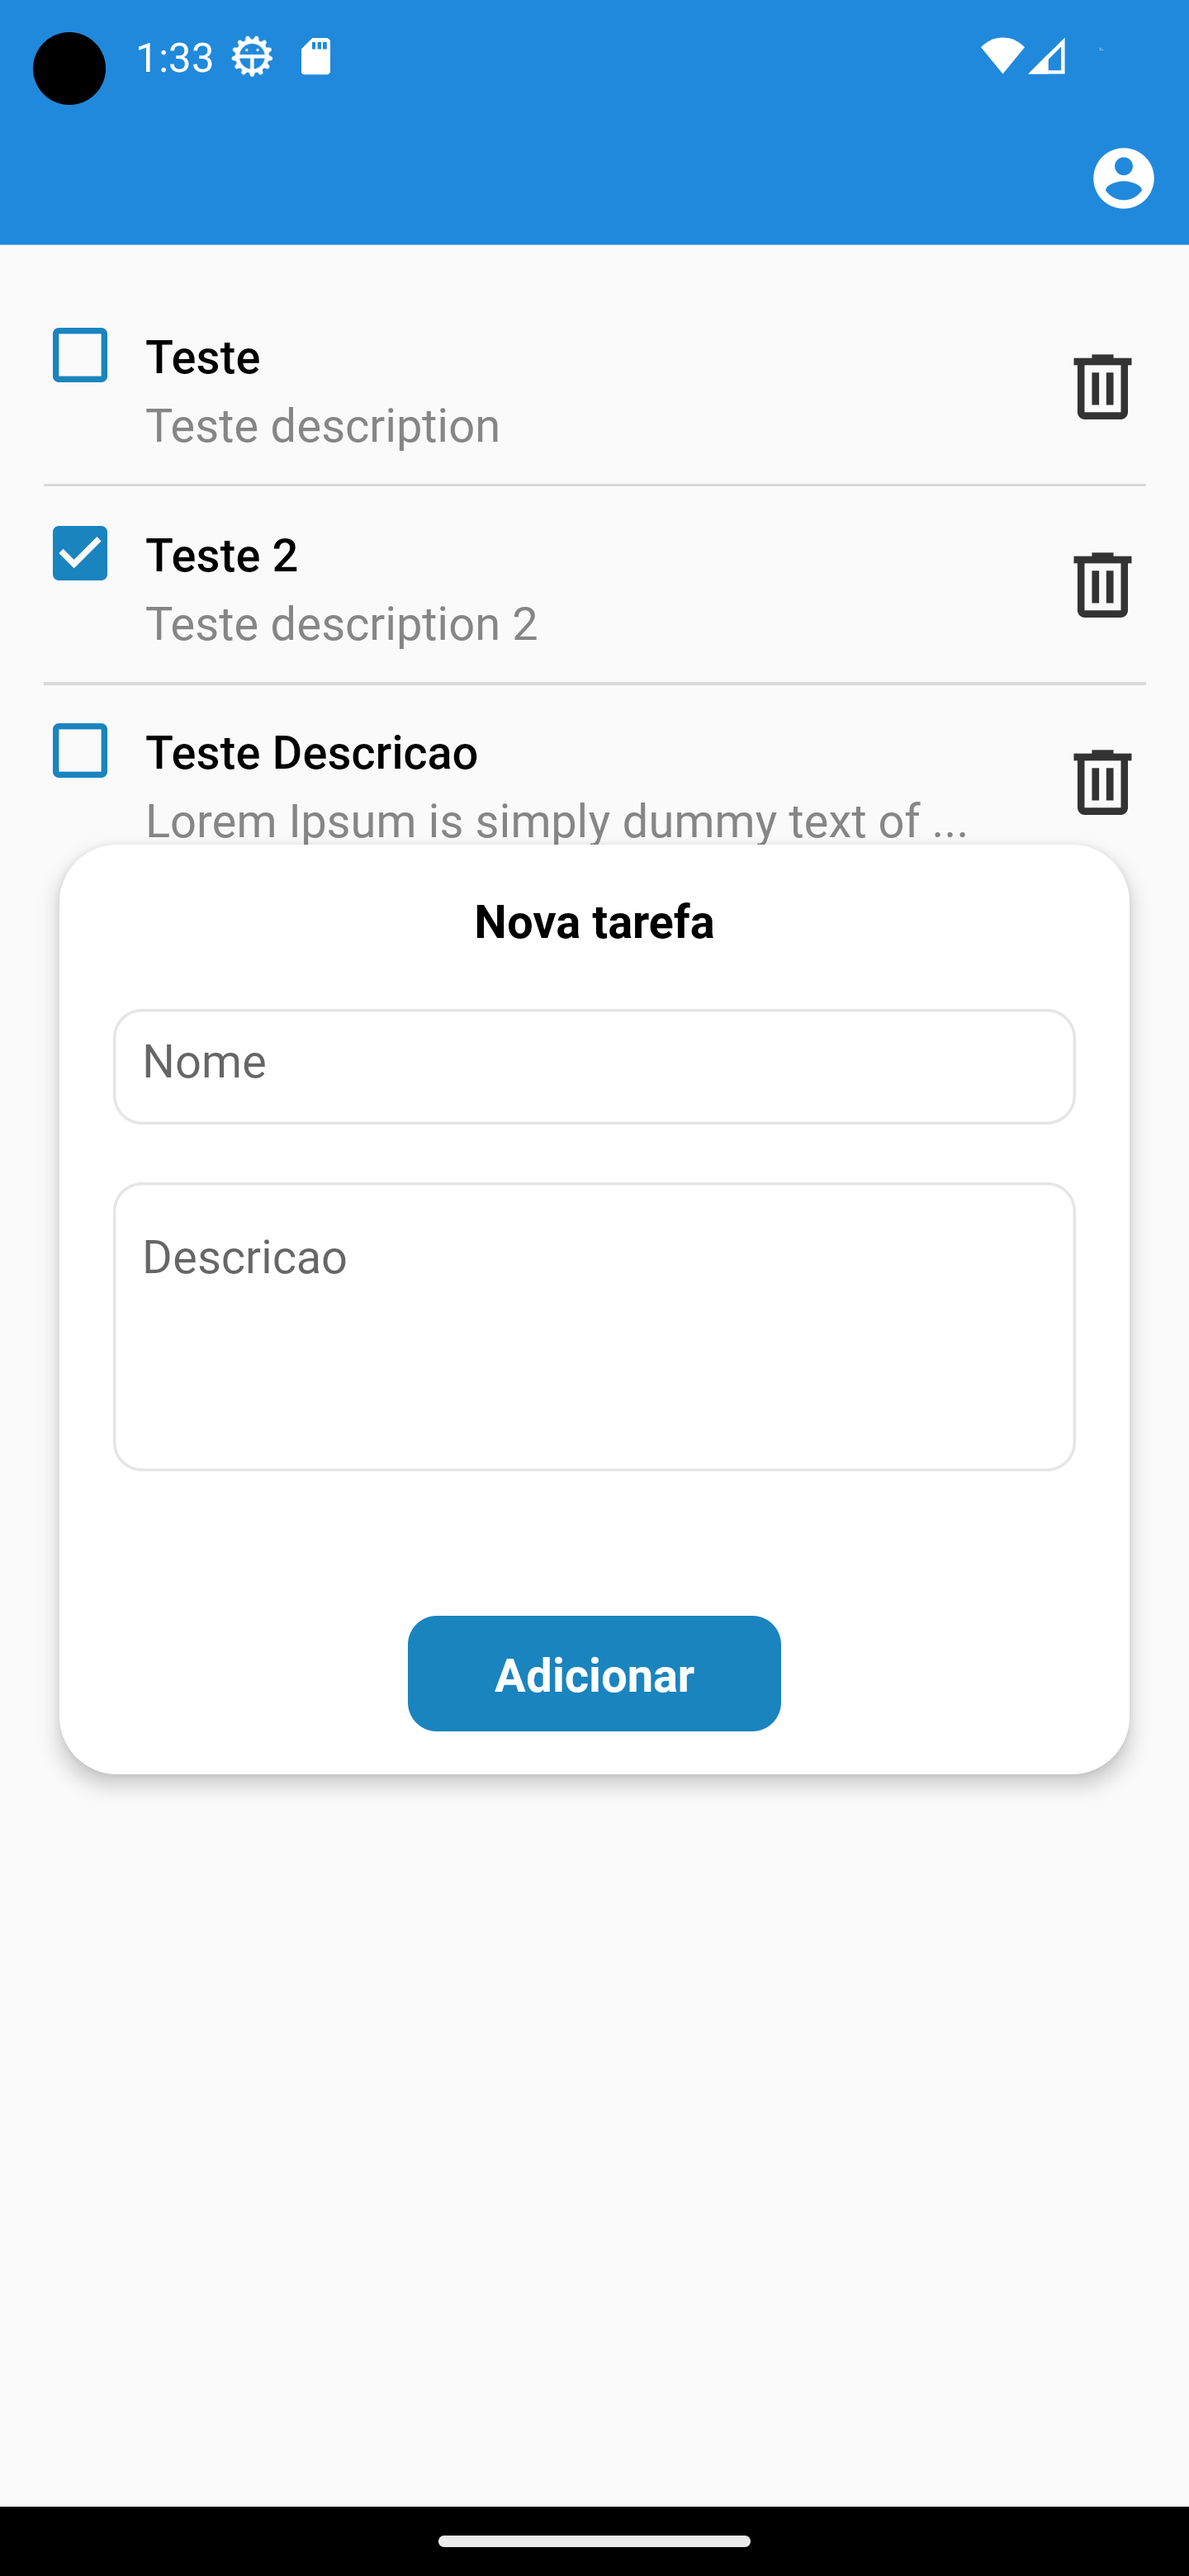 1:33
Teste
Teste description
Teste 2
Teste description 2
Teste Descricao
Lorem Ipsum is simply dummy text of ...
Nova tarefa
Nome
Descricao
Adicionar